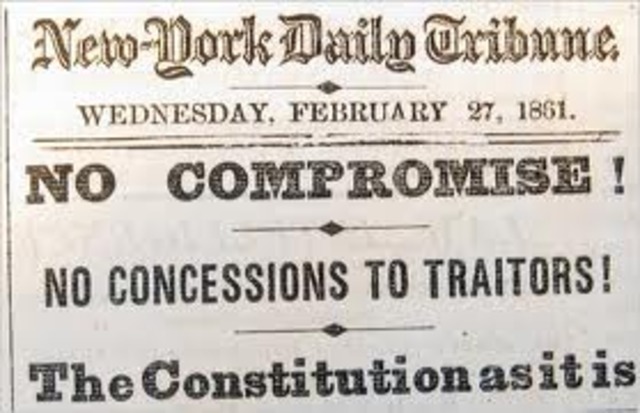 New-York Daily Tribune.
WEDNESDAY, FEBRUARY 27, 1861.
NO COMPROMISE!
NO CONCESSIONS TO TRAITORS!
The Constitution as it is